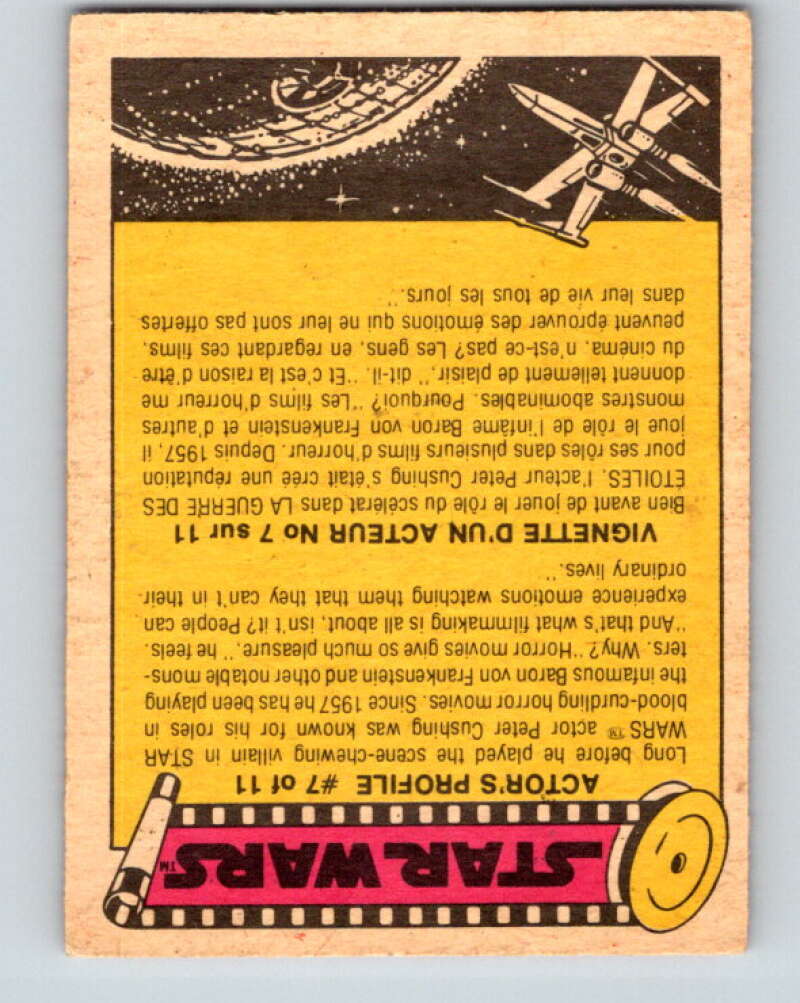 STAR WARS™
ACTOR'S PROFILE #7 of 11
Long before he played the scene-chewing villain in STAR
WARS™ actor Peter Cushing was known for his roles in
blood-curdling horror movies. Since 1957 he has been playing
the infamous Baron von Frankenstein and other notable mons-
ters. Why? "Horror movies give so much pleasure," he feels.
"And that's what filmmaking is all about, isn't it? People can
experience emotions watching them that they can't in their
ordinary lives."
VIGNETTE D'UN ACTEUR No 7 sur 11
Bien avant de jouer le rôle du scélérat dans LA GUERRE DES
ÉTOILES, l'acteur Peter Cushing s'était créé une réputation
pour ses rôles dans plusieurs films d'horreur. Depuis 1957, il
joue le rôle de l'infâme Baron von Frankenstein et d'autres
monstres abominables. Pourquoi? "Les films d'horreur me
donnent tellement de plaisir," dit-il. "Et c'est la raison d'être
du cinéma, n'est-ce pas? Les gens, en regardant ces films,
peuvent éprouver des émotions qui ne leur sont pas offertes
dans leur vie de tous les jours."